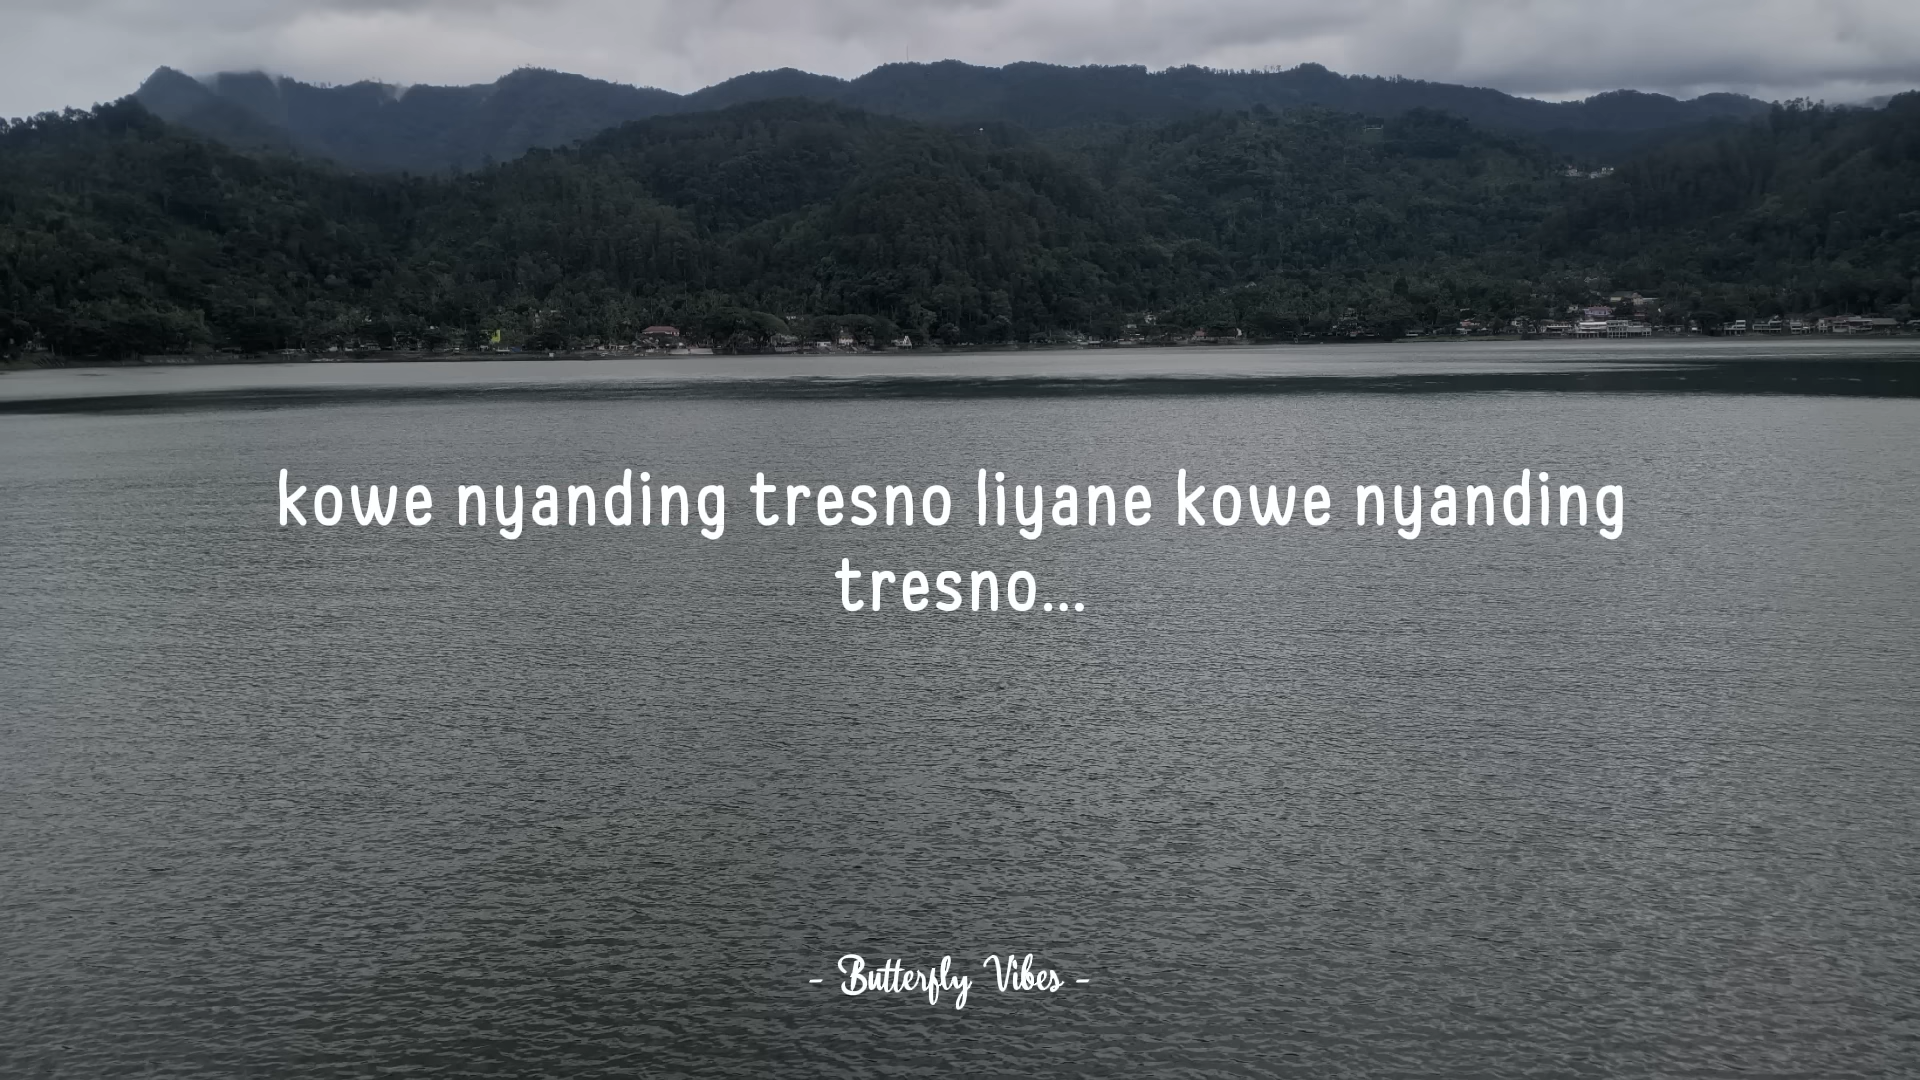 kowe nyanding tresno liyane kowe nyanding
tresno...
- Butterfly Vibes -